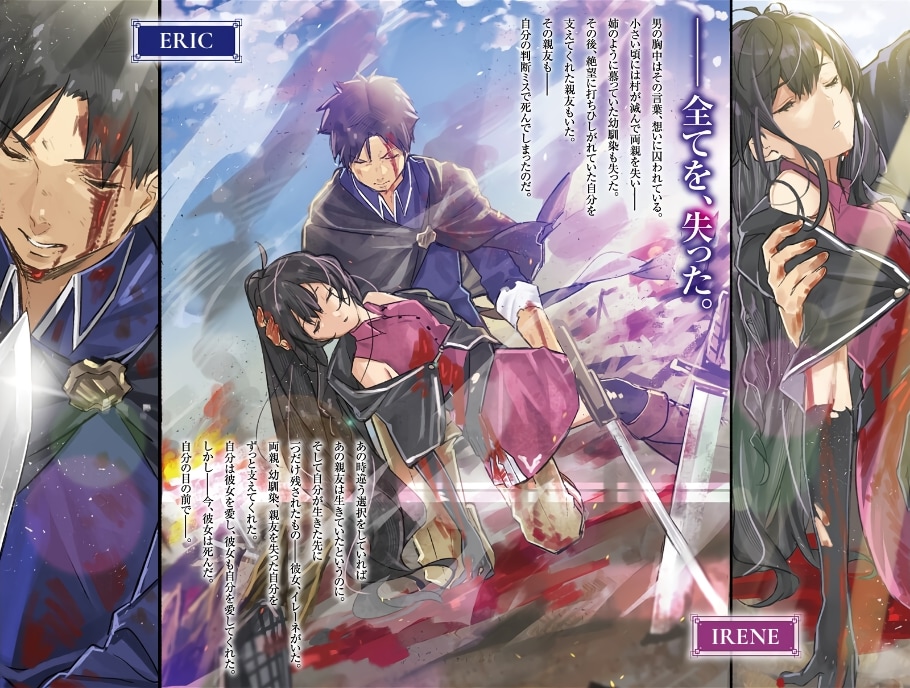 ERIC
――全てを、失った。
男の胸中はその言葉、想いに囚われている。
小さい頃には村が滅んで両親を失い――
姉のように慕っていた幼馴染も失った。
その後、絶望に打ちひしがれていた自分を
支えてくれた親友もいた。
その親友も――
自分の判断ミスで死んでしまったのだ。
あの時違う選択をしていれば
あの親友は生きていたというのに。
そして自分が生きた先に
一つだけ残されたもの――彼女、イレーネがいた。
両親、幼馴染、親友を失った自分を
ずっと支えてくれた。
自分は彼女を愛し、彼女も自分を愛してくれた。
しかし――今、彼女は死んだ。
自分の目の前で――。
IRENE